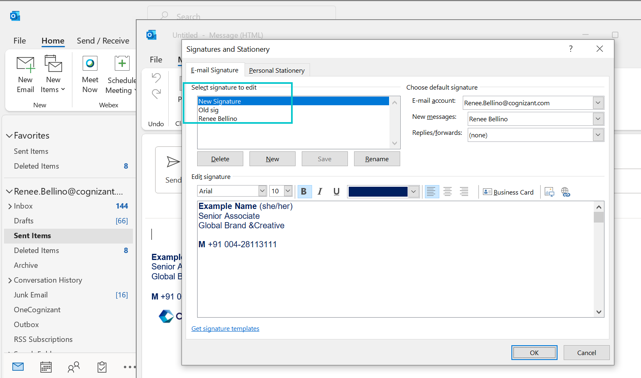 Search
Untitled - Message (HTML)
File Home Send / Receive
File
New Email
New Items
Meet Now
Schedule Meeting
New
Webex
Undo
Send
Favorites
Sent Items
Deleted Items 8
Renee.Bellino@cognizant....
Inbox 144
Drafts [66]
Sent Items
Deleted Items 8
Archive
Conversation History
Junk Email [16]
OneCognizant
Outbox
RSS Subscriptions
Signatures and Stationery ?
E-mail Signature Personal Stationery
Select signature to edit
New Signature
Old sig
Renee Bellino
Delete New Save Rename
Choose default signature
E-mail account: Renee.Bellino@cognizant.com
New messages: Renee Bellino
Replies/forwards: (none)
Edit signature
Arial 10 B I U Business Card
Example Name (she/her)
Senior Associate
Global Brand &Creative
M +91 004-28113111
Get signature templates
OK Cancel
Senior A
Global B
M +91 0